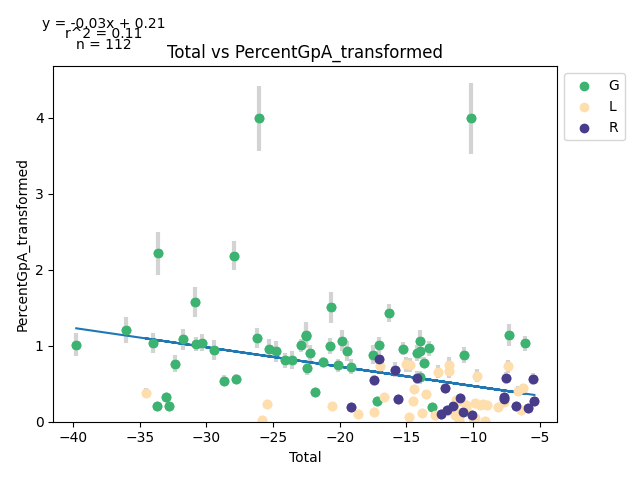 y = -0.03x + 0.21
r^2 = 0.11
n = 112
Total vs PercentGpA_transformed
G
L
R
PercentGpA_transformed
4
3
2
1
0
−40 −35 −30 −25 −20 −15 −10 −5
Total